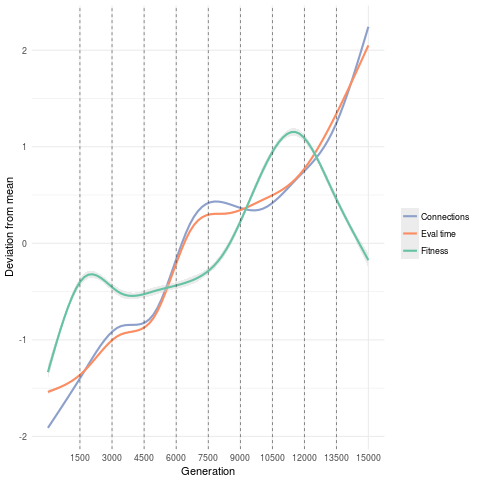 Deviation from mean
2
1
0
-1
-2
1500 3000 4500 6000 7500 9000 10500 12000 13500 15000
Generation
Connections
Eval time
Fitness